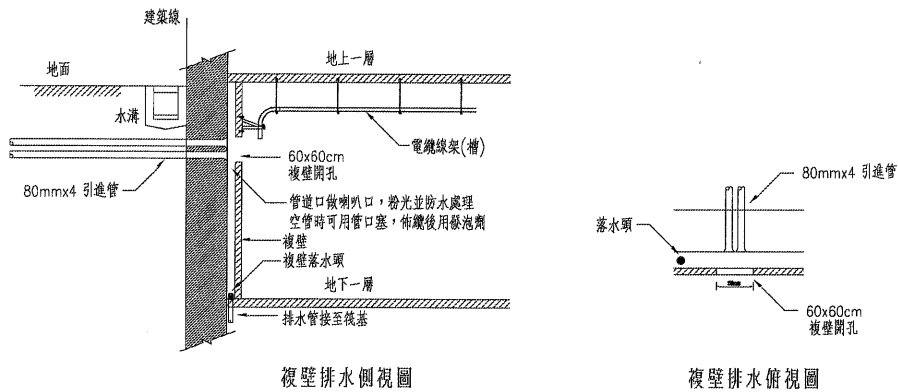 建築線
地面
地上一層
水溝
電纜線架(槽)
60x60cm
複壁開孔
80mmx4 引進管
管道口做喇叭口，粉光並防水處理
空管時可用管口塞，佈纜後用發泡劑
複壁
複壁落水頭
地下一層
排水管接至筏基
複壁排水側視圖
80mmx4 引進管
落水頭
60x60cm
複壁開孔
複壁排水俯視圖